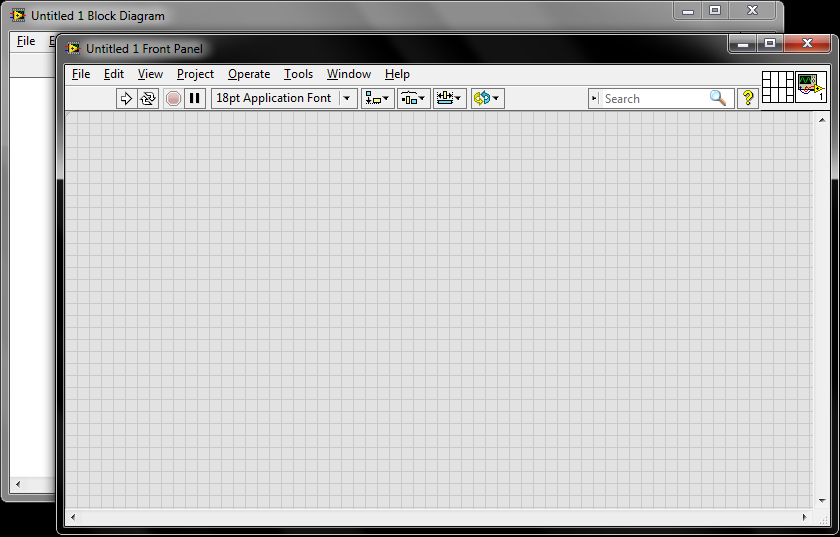 Untitled 1 Block Diagram
File
Untitled 1 Front Panel
File Edit View Project Operate Tools Window Help
18pt Application Font
Search
?
1